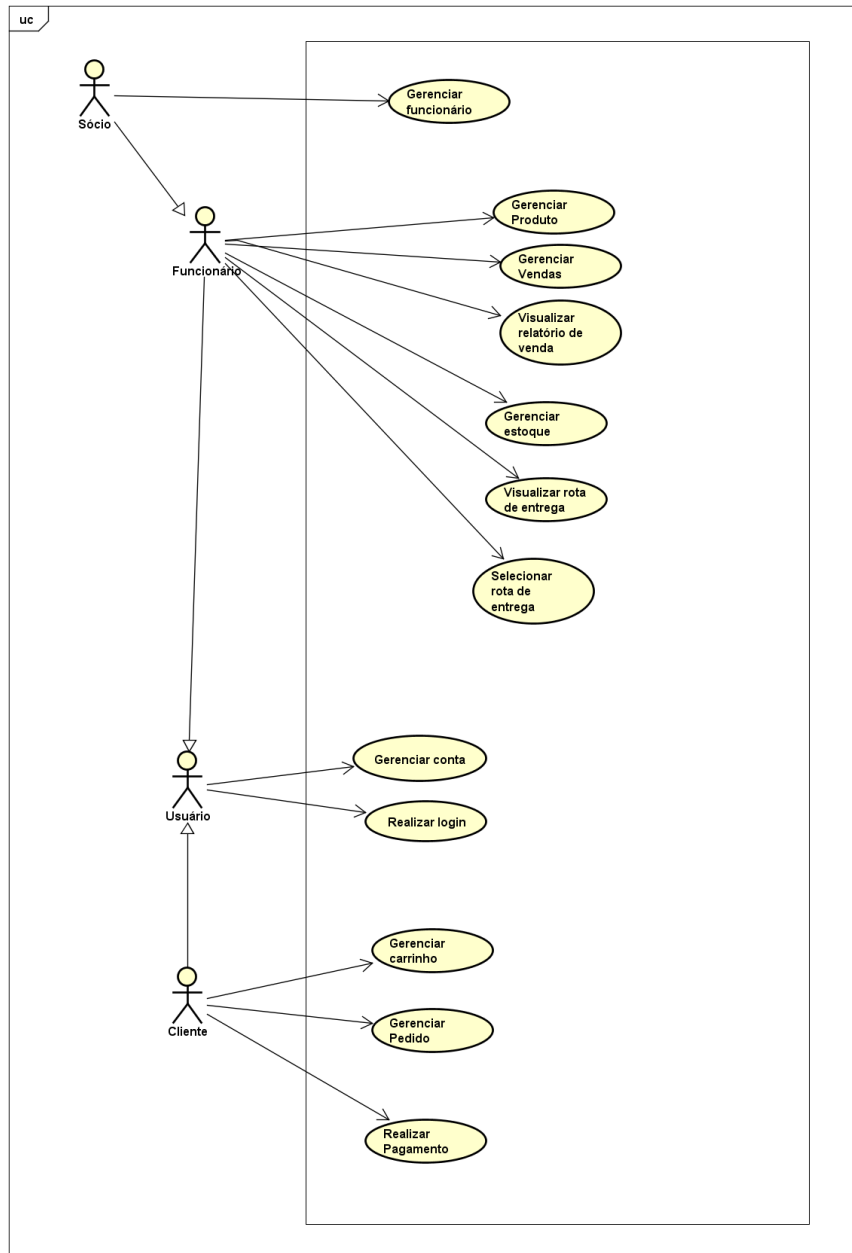 uc
Sócio
Gerenciar
funcionário
Funcionário
Gerenciar
Produto
Gerenciar
Vendas
Visualizar
relatório de
venda
Gerenciar
estoque
Visualizar rota
de entrega
Selecionar
rota de
entrega
Usuário
Gerenciar conta
Realizar login
Gerenciar
carrinho
Cliente
Gerenciar
Pedido
Realizar
Pagamento